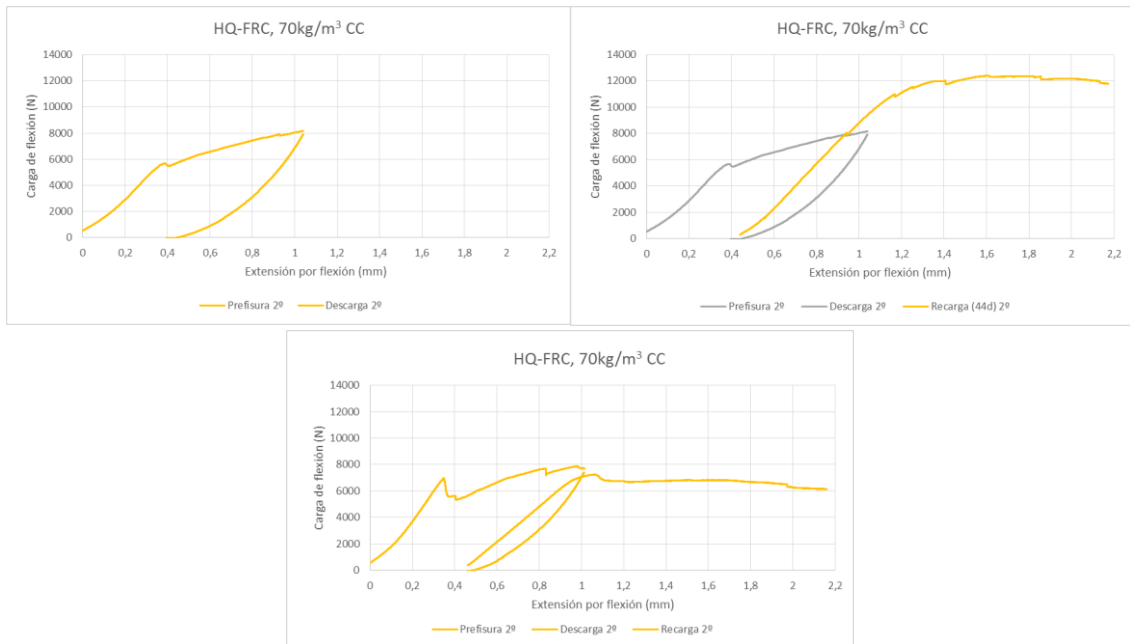 HQ-FRC, 70kg/m³ CC
Carga de flexión (N)
14000
12000
10000
8000
6000
4000
2000
0
0 0,2 0,4 0,6 0,8 1 1,2 1,4 1,6 1,8 2 2,2
Extensión por flexión (mm)
Prefisura 2º Descarga 2º
HQ-FRC, 70kg/m³ CC
Carga de flexión (N)
14000
12000
10000
8000
6000
4000
2000
0
0 0,2 0,4 0,6 0,8 1 1,2 1,4 1,6 1,8 2 2,2
Extensión por flexión (mm)
Prefisura 2º Descarga 2º Recarga (44d) 2º
HQ-FRC, 70kg/m³ CC
Carga de flexión (N)
14000
12000
10000
8000
6000
4000
2000
0
0 0,2 0,4 0,6 0,8 1 1,2 1,4 1,6 1,8 2 2,2
Extensión por flexión (mm)
Prefisura 2º Descarga 2º Recarga 2º